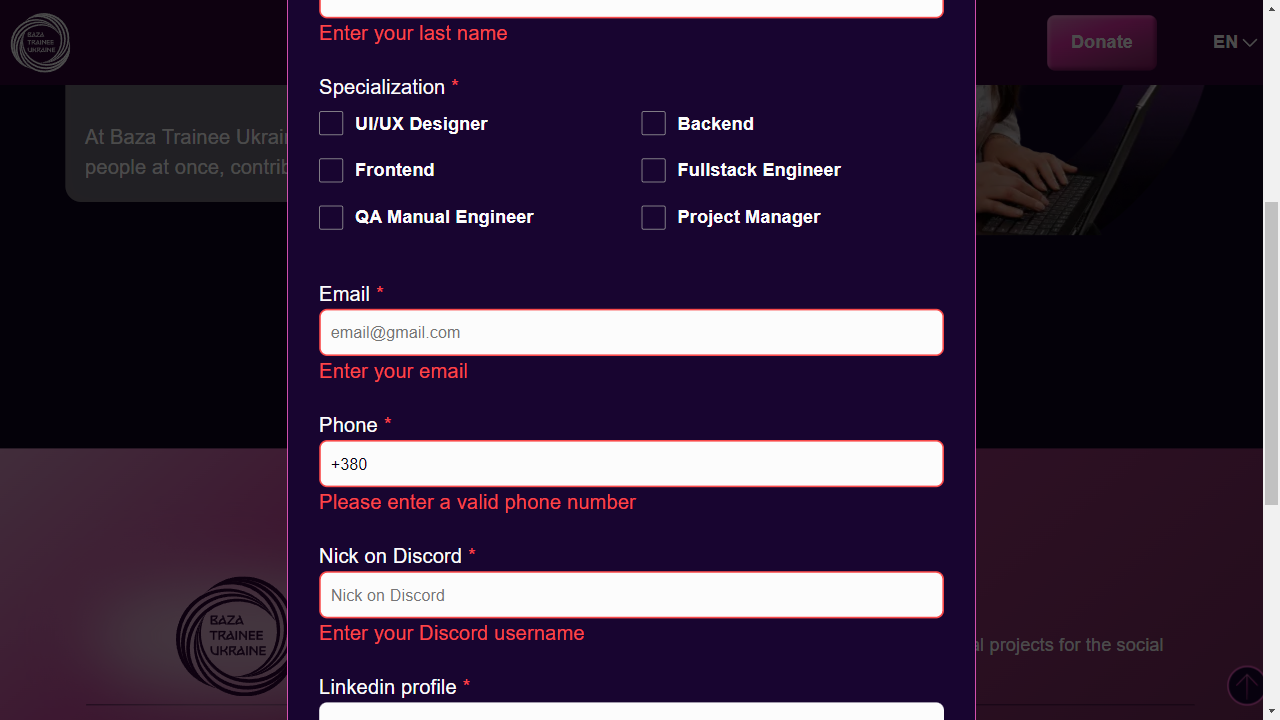 Enter your last name
BAZA
TRAINEE
UKRAINE
Donate
EN
Specialization *
UI/UX Designer
Backend
At Baza Trainee
people at once, contrib
Frontend
Fullstack Engineer
QA Manual Engineer
Project Manager
Email *
email@gmail.com
Enter your email
Phone *
+380
Please enter a valid phone number
Nick on Discord *
Nick on Discord
Enter your Discord username
BAZA
TRAINEE
UKRAINE
projects for the social
Linkedin profile *